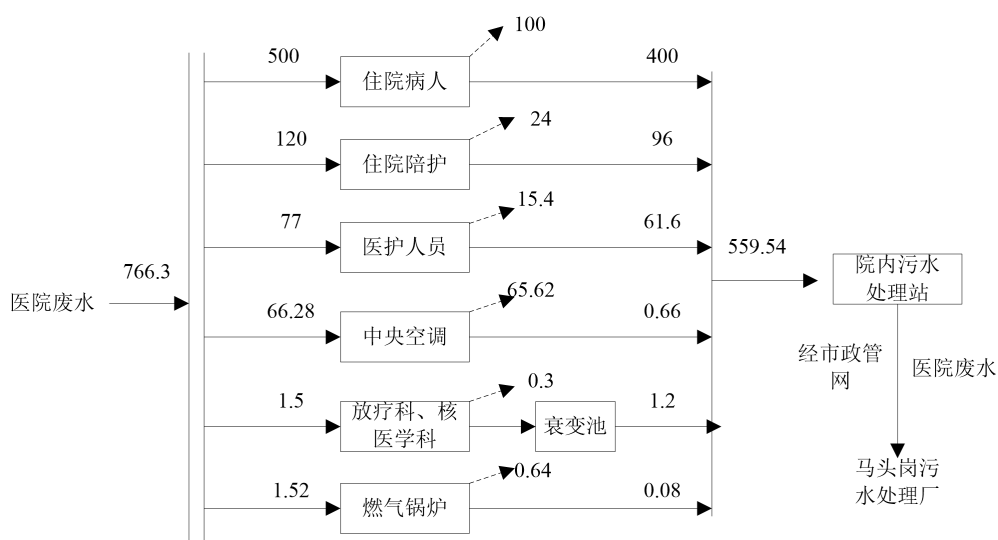 100
500
住院病人
400
24
120
住院陪护
96
15.4
77
医护人员
61.6
559.54
院内污水
处理站
766.3
医院废水
65.62
66.28
中央空调
0.66
经市政管
网
医院废水
0.3
1.5
放疗科、核
医学科
衰变池
1.2
马头岗污
水处理厂
0.64
1.52
燃气锅炉
0.08